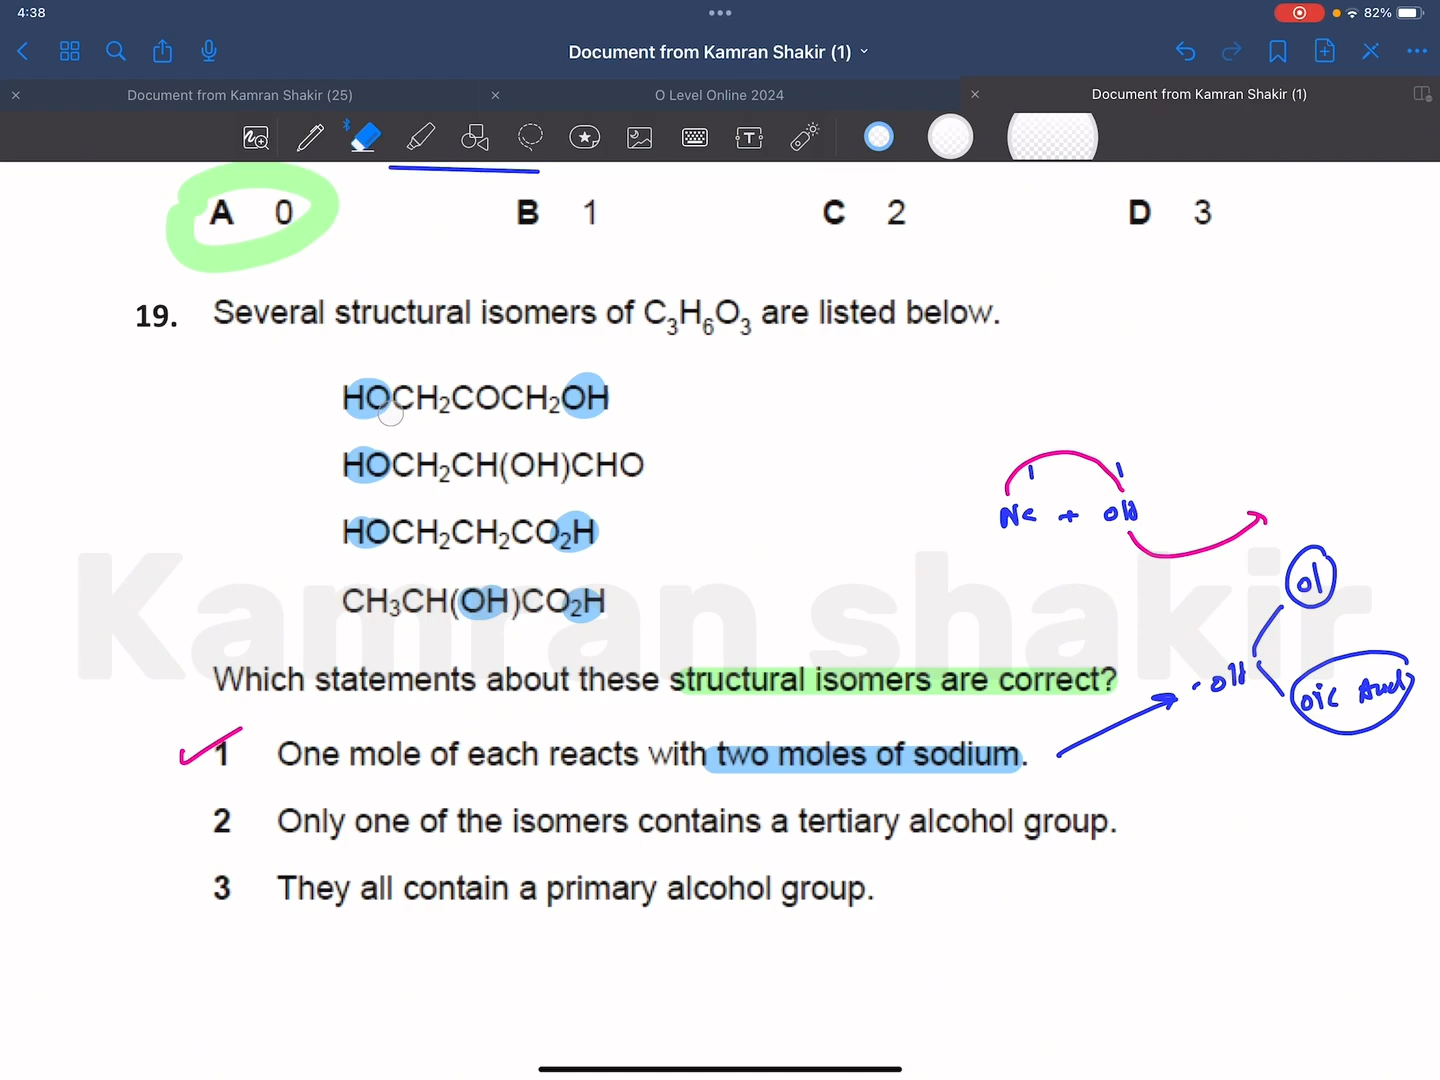 4:38
82%
Document from Kamran Shakir (1)
Document from Kamran Shakir (25)
O Level Online 2024
Document from Kamran Shakir (1)
A 0 B 1 C 2 D 3
19. Several structural isomers of C₃H₆O₃ are listed below.
HOCH₂COCH₂OH
HOCH₂CH(OH)CHO
HOCH₂CH₂CO₂H
CH₃CH(OH)CO₂H
Kamran shakir
ol
-OH
oic
Which statements about these structural isomers are correct?
1 One mole of each reacts with two moles of sodium.
2 Only one of the isomers contains a tertiary alcohol group.
3 They all contain a primary alcohol group.